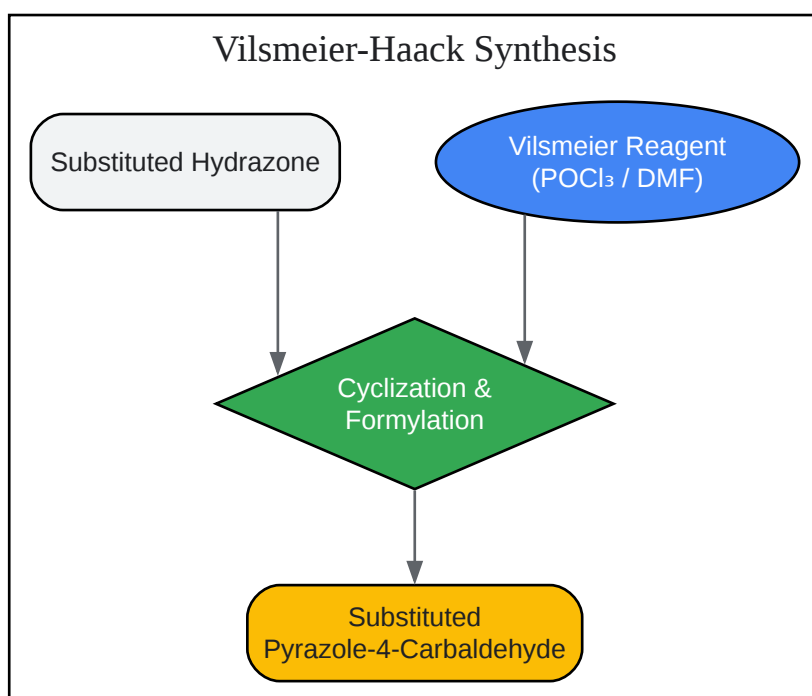 Vilsmeier-Haack Synthesis
Substituted Hydrazone
Vilsmeier Reagent
(POCl₃ / DMF)
Cyclization &
Formylation
Substituted
Pyrazole-4-Carbaldehyde